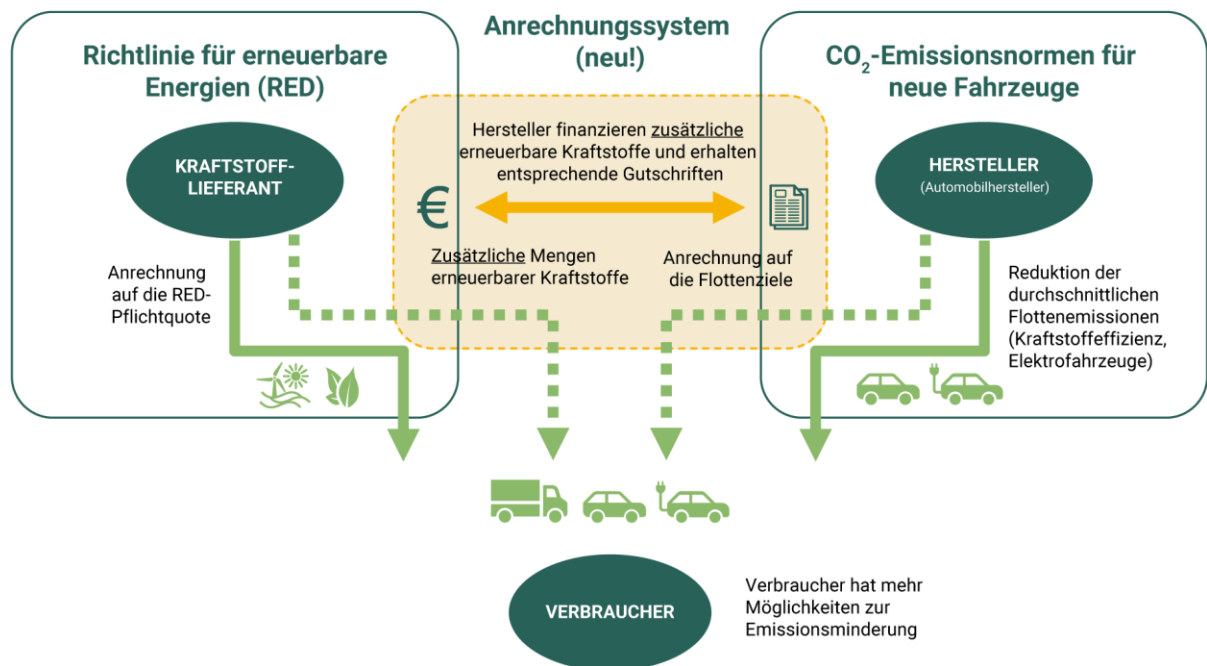 Richtlinie für erneuerbare
Energien (RED)
KRAFTSTOFF-
LIEFERANT
Anrechnung
auf die RED-
Pflichtquote
Anrechnungssystem
(neu!)
Hersteller finanzieren zusätzliche
erneuerbare Kraftstoffe und erhalten
entsprechende Gutschriften
€
Zusätzliche Mengen
erneuerbarer Kraftstoffe
Anrechnung auf
die Flottenziele
CO₂-Emissionsnormen für
neue Fahrzeuge
HERSTELLER
(Automobilhersteller)
Reduktion der
durchschnittlichen
Flottenemissionen
(Kraftstoffeffizienz,
Elektrofahrzeuge)
VERBRAUCHER
Verbraucher hat mehr
Möglichkeiten zur
Emissionsminderung